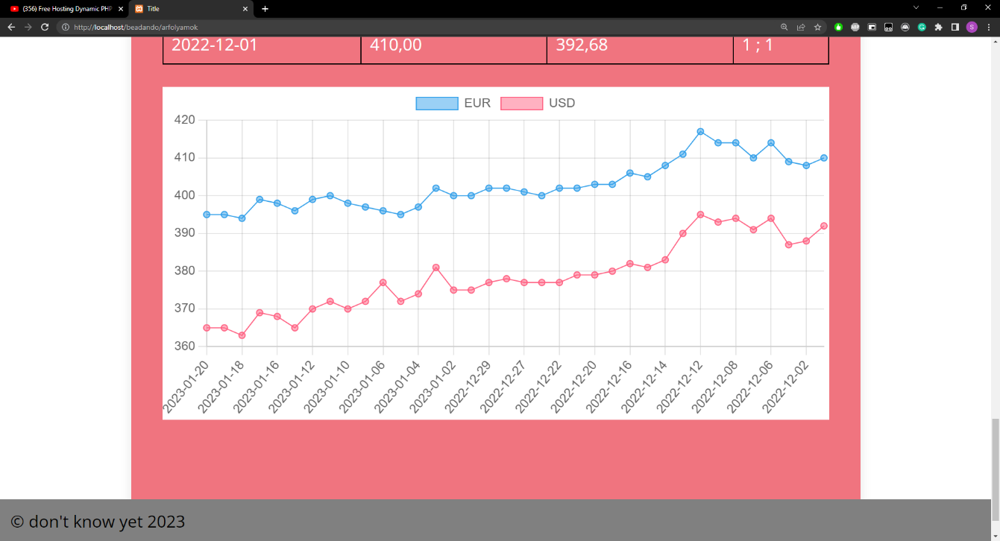 (356) Free Hosting Dynamic PHP
Title
http://localhost/beadando/arfolyamok
S
2022-12-01 410,00 392,68 1 ; 1
EUR USD
420
410
400
390
380
370
360
2023-01-20 2023-01-18 2023-01-16 2023-01-12 2023-01-10 2023-01-06 2023-01-04 2023-01-02 2022-12-29 2022-12-27 2022-12-22 2022-12-20 2022-12-16 2022-12-14 2022-12-12 2022-12-08 2022-12-06 2022-12-02
© don't know yet 2023